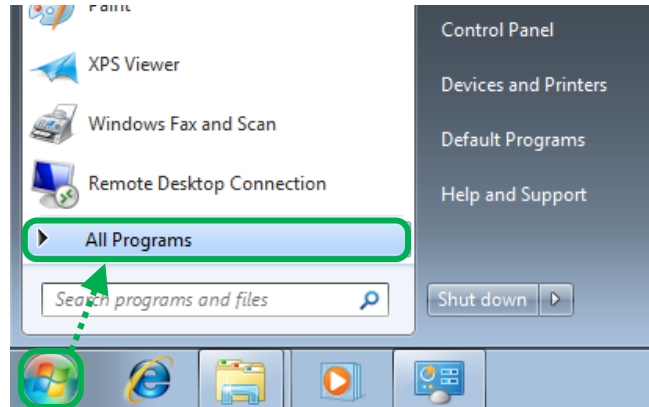 Paint
XPS Viewer
Windows Fax and Scan
Remote Desktop Connection
All Programs
Search programs and files
Control Panel
Devices and Printers
Default Programs
Help and Support
Shut down